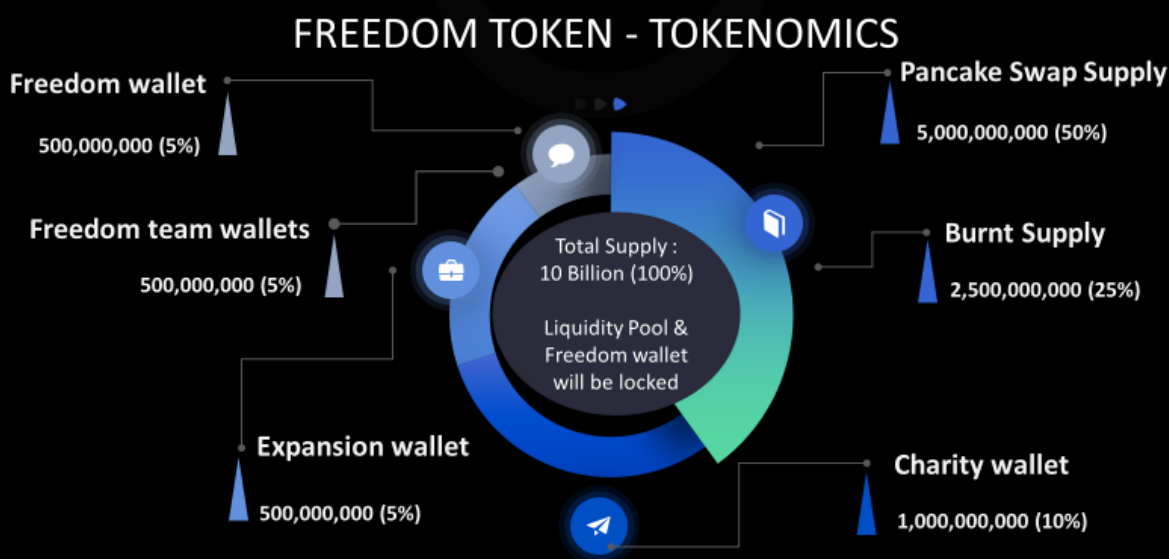 FREEDOM TOKEN - TOKENOMICS
Freedom wallet
500,000,000 (5%)
Freedom team wallets
500,000,000 (5%)
Expansion wallet
500,000,000 (5%)
Total Supply :
10 Billion (100%)
Liquidity Pool &
Freedom wallet
will be locked
Pancake Swap Supply
5,000,000,000 (50%)
Burnt Supply
2,500,000,000 (25%)
Charity wallet
1,000,000,000 (10%)